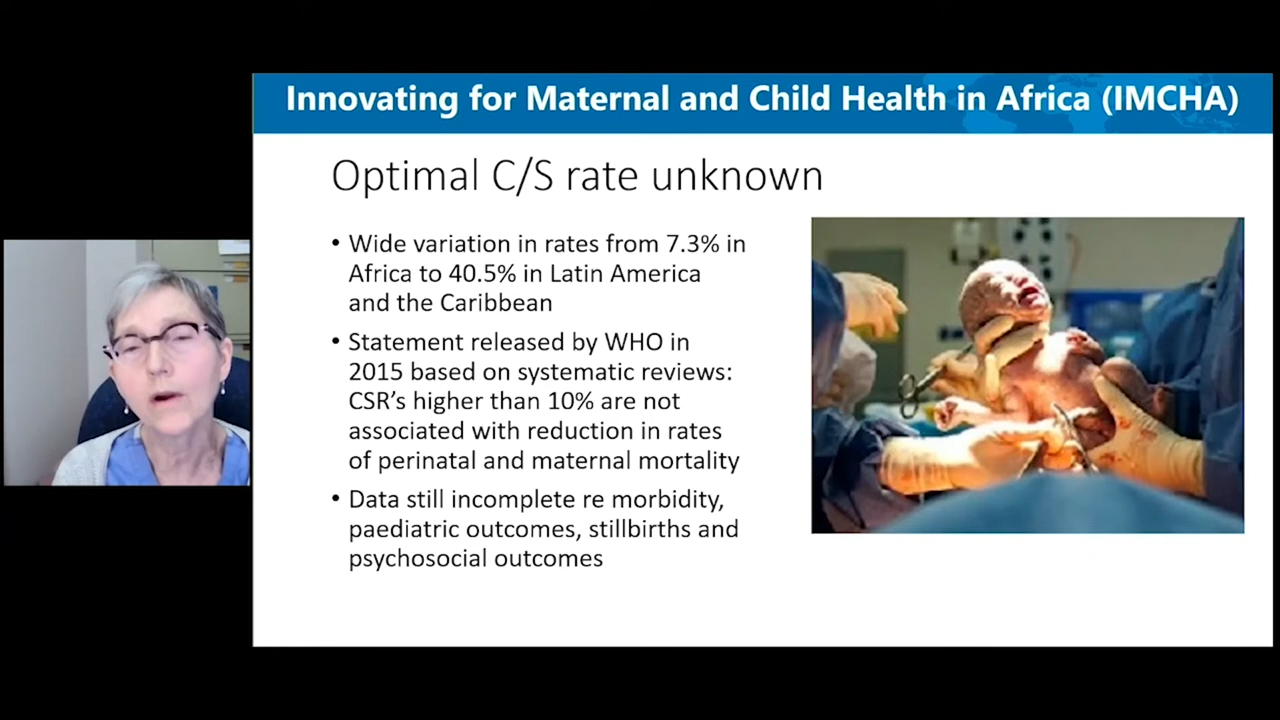 Innovating for Maternal and Child Health in Africa (IMCHA)
Optimal C/S rate unknown
• Wide variation in rates from 7.3% in
Africa to 40.5% in Latin America
and the Caribbean
• Statement released by WHO in
2015 based on systematic reviews:
CSR's higher than 10% are not
associated with reduction in rates
of perinatal and maternal mortality
• Data still incomplete re morbidity,
paediatric outcomes, stillbirths and
psychosocial outcomes